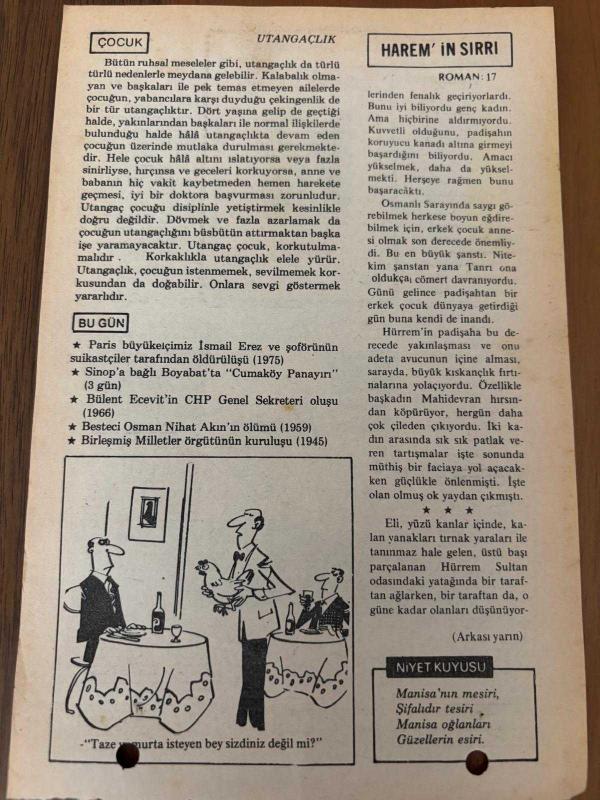 ÇOCUK
UTANGAÇLIK
Bütün ruhsal meseleler gibi, utangaçlık da türlü
türlü nedenlerle meydana gelebilir. Kalabalık olma-
yan ve başkaları ile pek temas etmeyen ailelerde
çocuğun, yabancılara karşı duyduğu çekingenlik de
bir tür utangaçlıktır. Dört yaşına gelip de geçtiği
halde, yakınlarından başkaları ile normal ilişkilerde
bulunduğu halde hâlâ utangaçlıkta devam eden
çocuğun üzerinde mutlaka durulması gerekmekte-
dir. Hele çocuk hâlâ altını ıslatıyorsa veya fazla
sinirliyse, hırçınsa ve geceleri korkuyorsa, anne ve
babanın hiç vakit kaybetmeden hemen harekete
geçmesi, iyi bir doktora başvurması zorunludur.
Utangaç çocuğu disiplinle yetiştirmek kesinlikle
doğru değildir. Dövmek ve fazla azarlamak da
çocuğun utangaçlığını büsbütün attırmaktan başka
işe yaramayacaktır. Utangaç çocuk, korkutulma-
malıdır. Korkaklıkla utangaçlık elele yürür.
Utangaçlık, çocuğun istenmemek, sevilmemek kor-
kusundan da doğabilir. Onlara sevgi göstermek
yararlıdır.
BU GÜN
★ Paris büyükelçimiz İsmail Erez ve şoförünün
suikastçiler tarafından öldürülüşü (1975)
★ Sinop'a bağlı Boyabat'ta "Cumaköy Panayırı"
(3 gün)
★ Bülent Ecevit'in CHP Genel Sekreteri oluşu
(1966)
★ Besteci Osman Nihat Akın'ın ölümü (1959)
★ Birleşmiş Milletler örgütünün kuruluşu (1945)
-"Taze yumurta isteyen bey sizdiniz değil mi?"
HAREM' İN SIRRI
ROMAN: 17
lerinden fenalık geçiriyorlardı.
Bunu iyi biliyordu genç kadın.
Ama hiçbirine aldırmıyordu.
Kuvvetli olduğunu, padişahın
koruyucu kanadı altına girmeyi
başardığını biliyordu. Amacı
yükselmek, daha da yüksel-
mekti. Herşeye rağmen bunu
başaracaktı.
Osmanlı Sarayında saygı gö-
rebilmek herkese boyun eğdire-
bilmek için, erkek çocuk anne-
si olmak son derecede önemliy-
di. Bu en büyük şanstı. Nite-
kim şanstan yana Tanrı ona
oldukça cömert davranıyordu.
Günü gelince padişahtan bir
erkek çocuk dünyaya getirdiği
gün buna kendi de inandı.
Hürrem'in padişaha bu de-
recede yakınlaşması ve onu
adeta avucunun içine alması,
sarayda, büyük kıskançlık fırtı-
nalarına yolaçıyordu. Özellikle
başkadın Mahidevran hırsın-
dan köpürüyor, hergün daha
çok çileden çıkıyordu. İki ka-
dın arasında sık sık patlak ve-
ren tartışmalar işte sonunda
müthiş bir faciaya yol açacak-
ken güçlükle önlenmişti. İşte
olan olmuş ok yaydan çıkmıştı.
★ ★ ★
Eli, yüzü kanlar içinde, ka-
lan yanakları tırnak yaraları ile
tanınmaz hale gelen, üstü başı
parçalanan Hürrem Sultan
odasındaki yatağında bir taraf-
tan ağlarken, bir taraftan da, o
güne kadar olanları düşünüyor-
(Arkası yarın)
NİYET KUYUSU
Manisa'nın mesiri,
Şifalıdır tesiri
Manisa oğlanları
Güzellerin esiri.